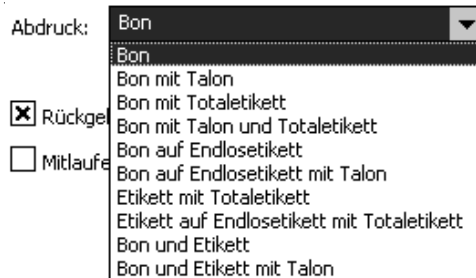 Abdruck: Bon
Bon
Bon mit Talon
Bon mit Totaletikett
Bon mit Talon und Totaletikett
Bon auf Endlosetikett
Bon auf Endlosetikett mit Talon
Etikett mit Totaletikett
Etikett auf Endlosetikett mit Totaletikett
Bon und Etikett
Bon und Etikett mit Talon
Rückgel
Mitlaufe